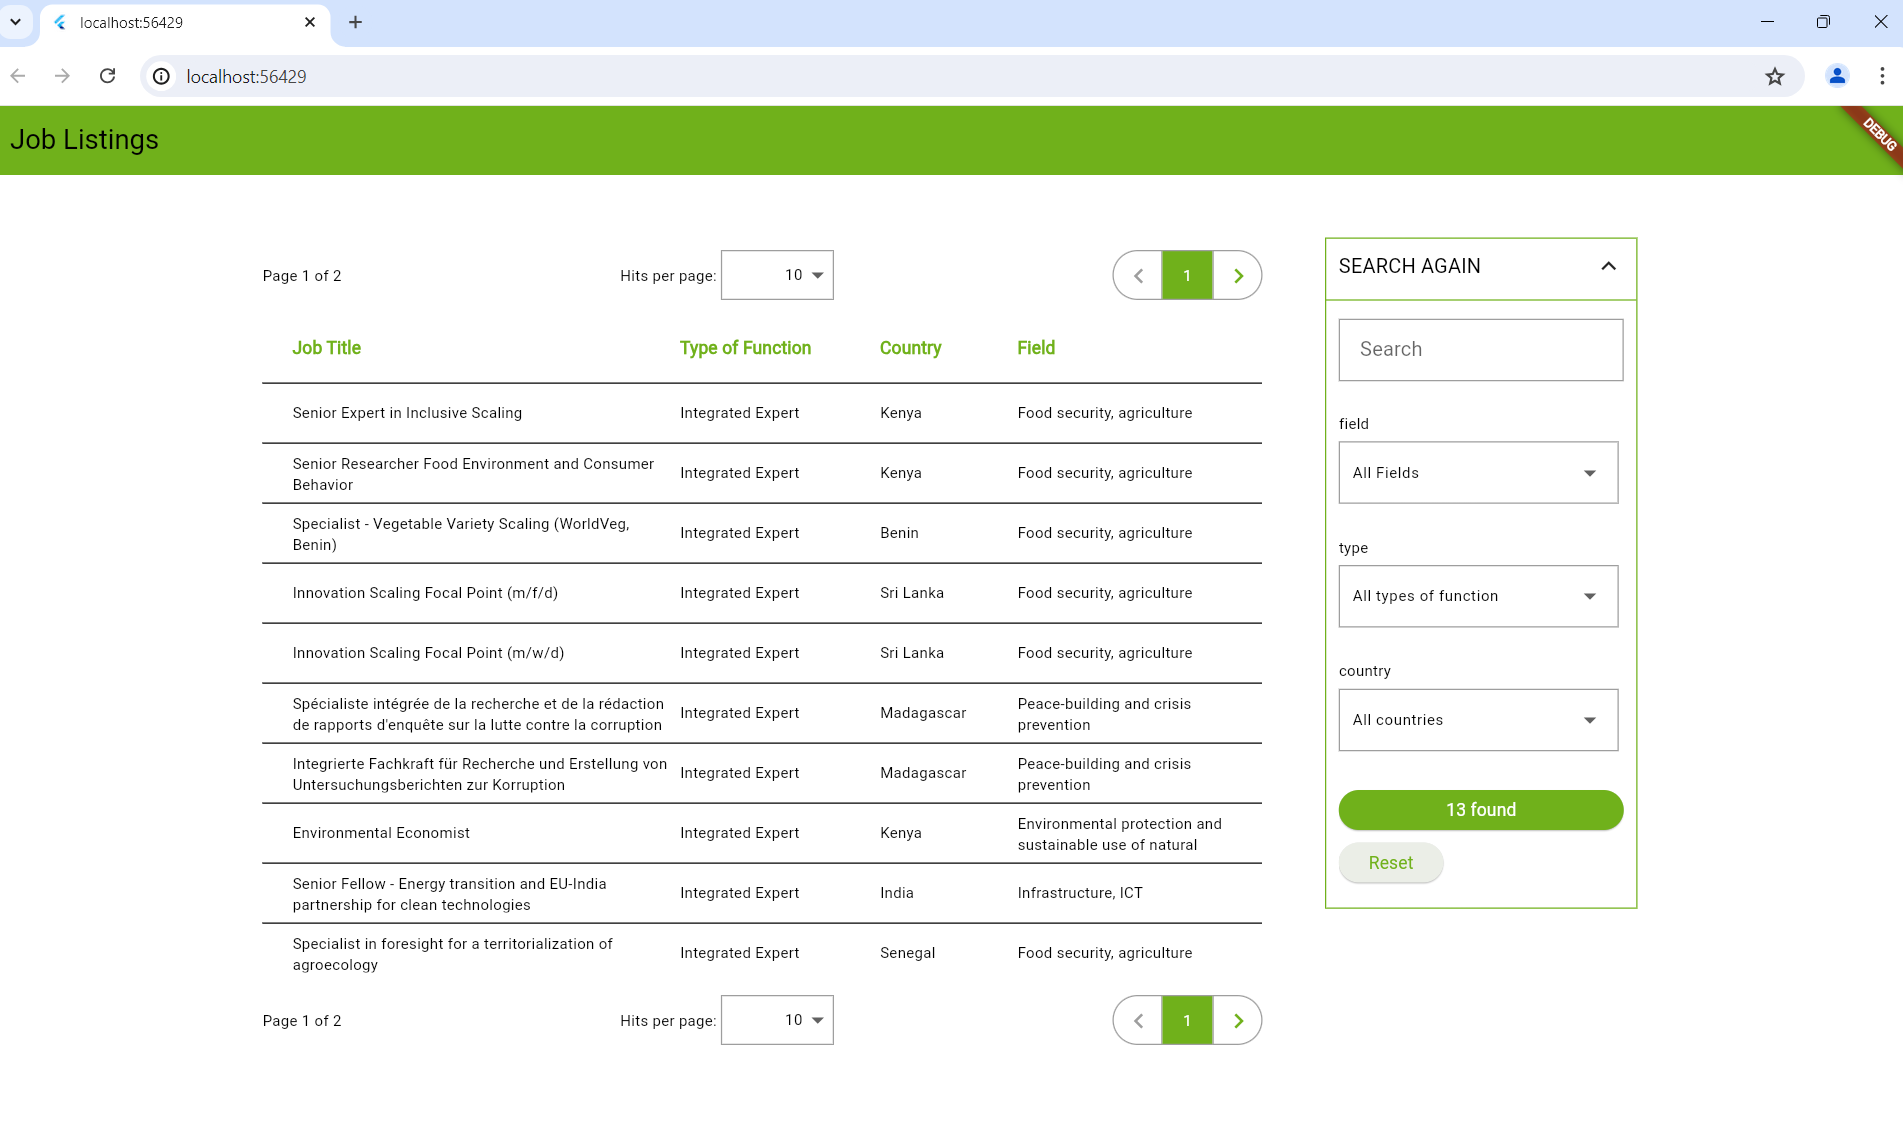 localhost:56429
localhost:56429
Job Listings
DEBUG
Page 1 of 2
Hits per page:
10
1
Job Title Type of Function Country Field
Senior Expert in Inclusive Scaling Integrated Expert Kenya Food security, agriculture
Senior Researcher Food Environment and Consumer
Behavior
Integrated Expert Kenya Food security, agriculture
Specialist - Vegetable Variety Scaling (WorldVeg,
Benin)
Integrated Expert Benin Food security, agriculture
Innovation Scaling Focal Point (m/f/d) Integrated Expert Sri Lanka Food security, agriculture
Innovation Scaling Focal Point (m/w/d) Integrated Expert Sri Lanka Food security, agriculture
Spécialiste intégrée de la recherche et de la rédaction
de rapports d'enquête sur la lutte contre la corruption
Integrated Expert Madagascar
Peace-building and crisis
prevention
Integrierte Fachkraft für Recherche und Erstellung von
Untersuchungsberichten zur Korruption
Integrated Expert Madagascar
Peace-building and crisis
prevention
Environmental Economist Integrated Expert Kenya
Environmental protection and
sustainable use of natural
Senior Fellow - Energy transition and EU-India
partnership for clean technologies
Integrated Expert India Infrastructure, ICT
Specialist in foresight for a territorialization of
agroecology
Integrated Expert Senegal Food security, agriculture
Page 1 of 2
Hits per page:
10
1
SEARCH AGAIN
Search
field
All Fields
type
All types of function
country
All countries
13 found
Reset